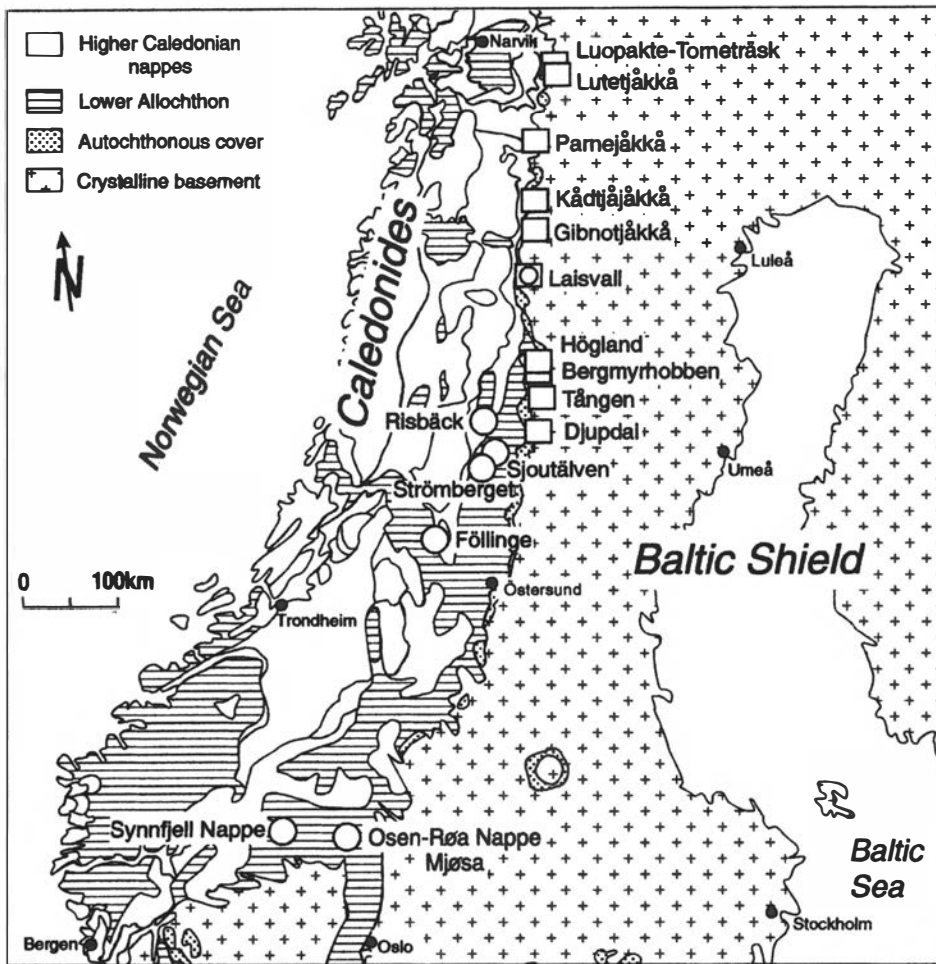 Higher Caledonian
nappes
Lower Allochthon
Autochthonous cover
Crystalline basement
N
Norwegian Sea
Caledonides
Narvik
Luopakte-Torneträsk
Lutetjåkkå
Parnejåkkå
Kådtjåjåkkå
Gibnotjåkkå
Luleå
Laisvall
Högland
Bergmyrhobben
Tången
Risbäck
Djupdal
Umeå
Sjoutälven
Strömberget
Föllinge
Baltic Shield
0 100km
Östersund
Trondheim
Synnfjell Nappe
Osen-Røa Nappe
Mjøsa
Baltic
Sea
Stockholm
Bergen
Oslo